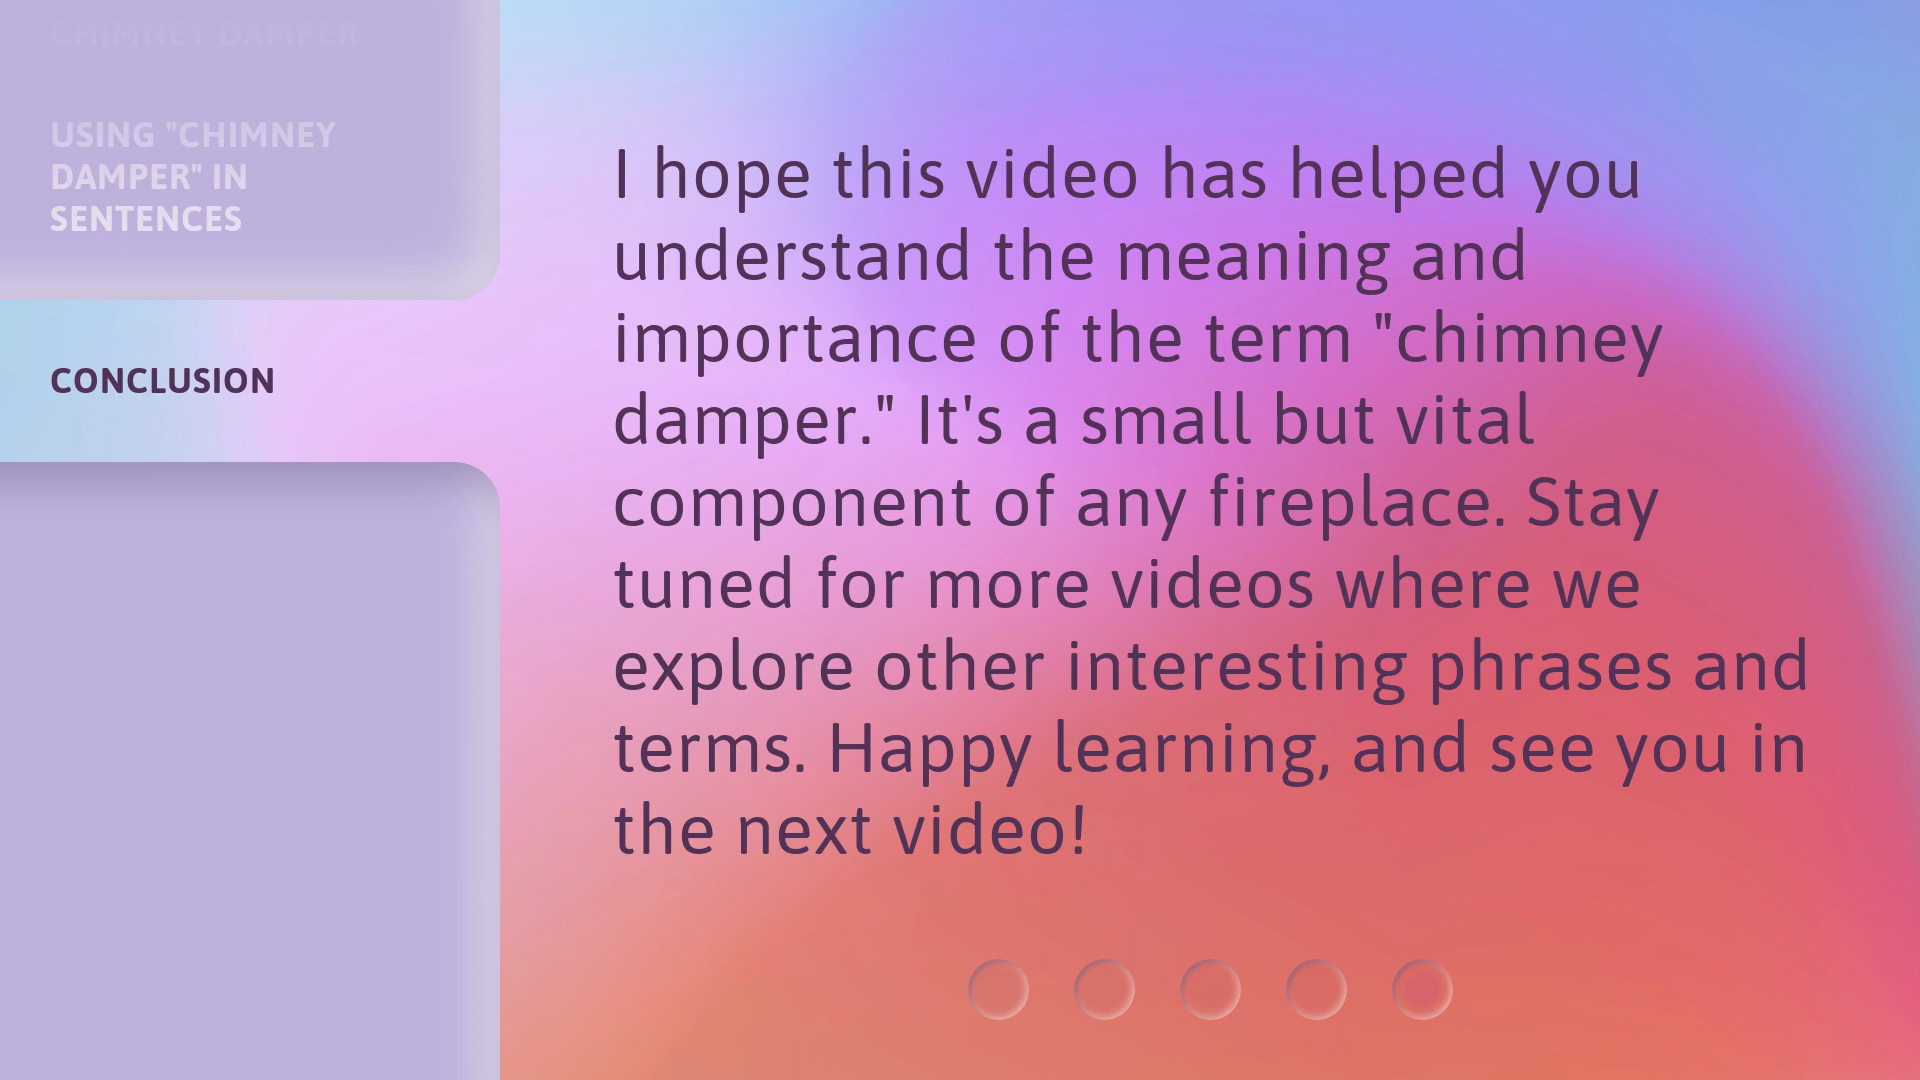 CHIMNEY DAMPER
USING "CHIMNEY
DAMPER" IN
SENTENCES
CONCLUSION
I hope this video has helped you
understand the meaning and
importance of the term "chimney
damper." It's a small but vital
component of any fireplace. Stay
tuned for more videos where we
explore other interesting phrases and
terms. Happy learning, and see you in
the next video!